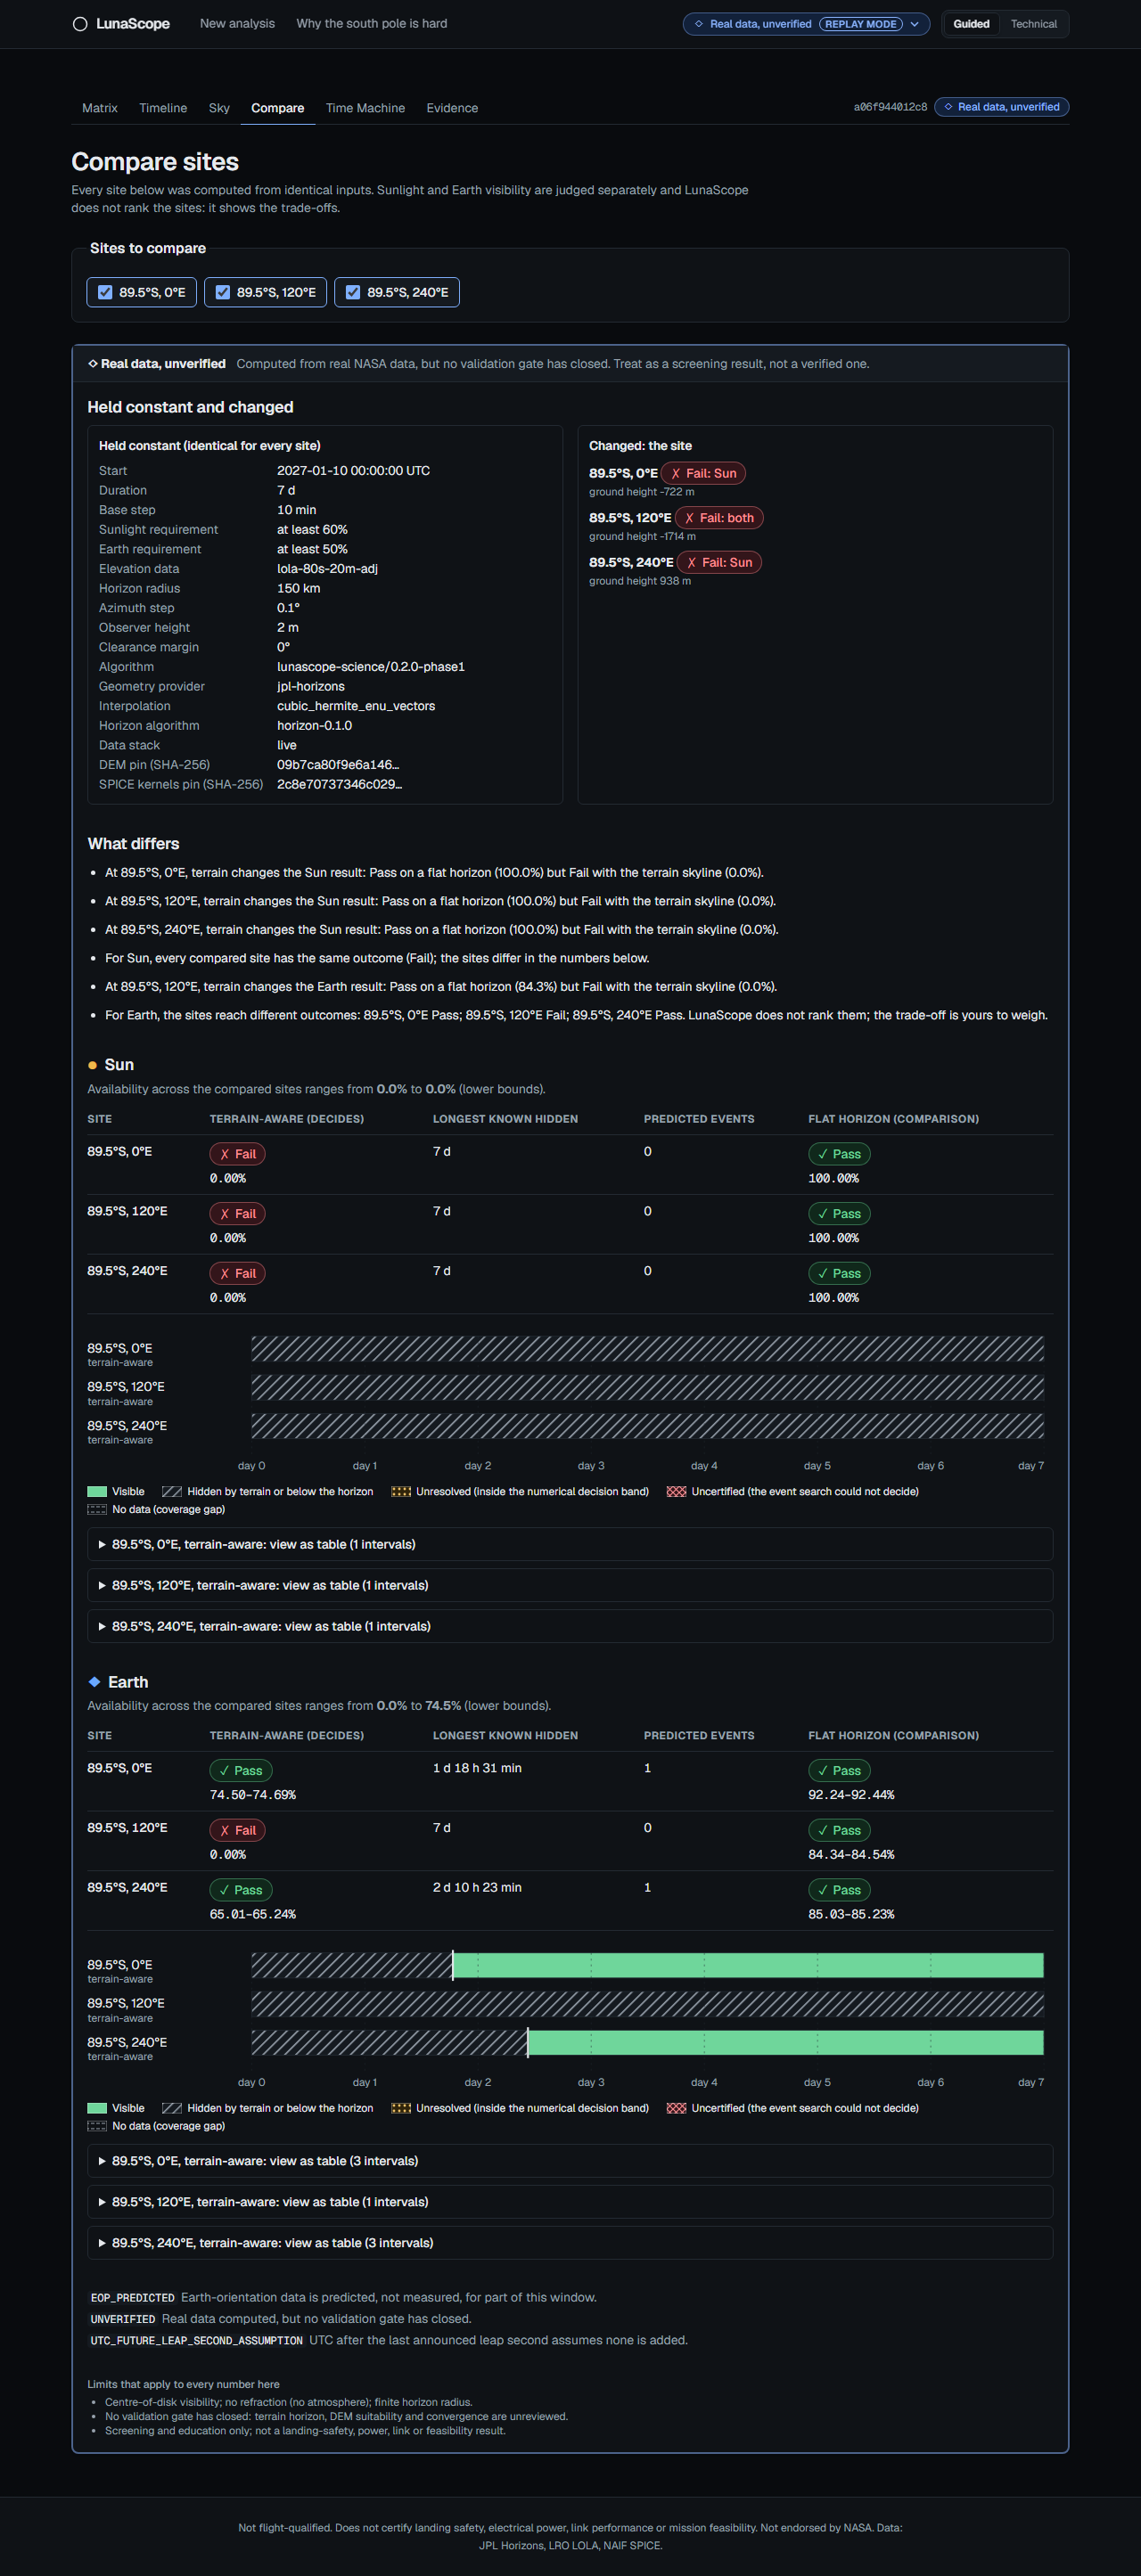 LunaScope
New analysis
Why the south pole is hard
◇ Real data, unverified REPLAY MODE
Guided
Technical
Matrix
Timeline
Sky
Compare
Time Machine
Evidence
a06f944012c8
◇ Real data, unverified
Compare sites
Every site below was computed from identical inputs. Sunlight and Earth visibility are judged separately and LunaScope
does not rank the sites: it shows the trade-offs.
Sites to compare
89.5°S, 0°E
89.5°S, 120°E
89.5°S, 240°E
◇ Real data, unverified Computed from real NASA data, but no validation gate has closed. Treat as a screening result, not a verified one.
Held constant and changed
Held constant (identical for every site)
Start 2027-01-10 00:00:00 UTC
Duration 7 d
Base step 10 min
Sunlight requirement at least 60%
Earth requirement at least 50%
Elevation data lola-80s-20m-adj
Horizon radius 150 km
Azimuth step 0.1°
Observer height 2 m
Clearance margin 0°
Algorithm lunascope-science/0.2.0-phase1
Geometry provider jpl-horizons
Interpolation cubic_hermite_enu_vectors
Horizon algorithm horizon-0.1.0
Data stack live
DEM pin (SHA-256) 09b7ca80f9e6a146…
SPICE kernels pin (SHA-256) 2c8e70737346c029…
Changed: the site
89.5°S, 0°E ✗ Fail: Sun
ground height -722 m
89.5°S, 120°E ✗ Fail: both
ground height -1714 m
89.5°S, 240°E ✗ Fail: Sun
ground height 938 m
What differs
• At 89.5°S, 0°E, terrain changes the Sun result: Pass on a flat horizon (100.0%) but Fail with the terrain skyline (0.0%).
• At 89.5°S, 120°E, terrain changes the Sun result: Pass on a flat horizon (100.0%) but Fail with the terrain skyline (0.0%).
• At 89.5°S, 240°E, terrain changes the Sun result: Pass on a flat horizon (100.0%) but Fail with the terrain skyline (0.0%).
• For Sun, every compared site has the same outcome (Fail); the sites differ in the numbers below.
• At 89.5°S, 120°E, terrain changes the Earth result: Pass on a flat horizon (84.3%) but Fail with the terrain skyline (0.0%).
• For Earth, the sites reach different outcomes: 89.5°S, 0°E Pass; 89.5°S, 120°E Fail; 89.5°S, 240°E Pass. LunaScope does not rank them; the trade-off is yours to weigh.
Sun
Availability across the compared sites ranges from 0.0% to 0.0% (lower bounds).
SITE TERRAIN-AWARE (DECIDES) LONGEST KNOWN HIDDEN PREDICTED EVENTS FLAT HORIZON (COMPARISON)
89.5°S, 0°E ✗ Fail 7 d 0 ✓ Pass
0.00% 100.00%
89.5°S, 120°E ✗ Fail 7 d 0 ✓ Pass
0.00% 100.00%
89.5°S, 240°E ✗ Fail 7 d 0 ✓ Pass
0.00% 100.00%
89.5°S, 0°E
terrain-aware
89.5°S, 120°E
terrain-aware
89.5°S, 240°E
terrain-aware
day 0 day 1 day 2 day 3 day 4 day 5 day 6 day 7
Visible Hidden by terrain or below the horizon Unresolved (inside the numerical decision band) Uncertified (the event search could not decide)
No data (coverage gap)
▶ 89.5°S, 0°E, terrain-aware: view as table (1 intervals)
▶ 89.5°S, 120°E, terrain-aware: view as table (1 intervals)
▶ 89.5°S, 240°E, terrain-aware: view as table (1 intervals)
Earth
Availability across the compared sites ranges from 0.0% to 74.5% (lower bounds).
SITE TERRAIN-AWARE (DECIDES) LONGEST KNOWN HIDDEN PREDICTED EVENTS FLAT HORIZON (COMPARISON)
89.5°S, 0°E ✓ Pass 1 d 18 h 31 min 1 ✓ Pass
74.50–74.69% 92.24–92.44%
89.5°S, 120°E ✗ Fail 7 d 0 ✓ Pass
0.00% 84.34–84.54%
89.5°S, 240°E ✓ Pass 2 d 10 h 23 min 1 ✓ Pass
65.01–65.24% 85.03–85.23%
89.5°S, 0°E
terrain-aware
89.5°S, 120°E
terrain-aware
89.5°S, 240°E
terrain-aware
day 0 day 1 day 2 day 3 day 4 day 5 day 6 day 7
Visible Hidden by terrain or below the horizon Unresolved (inside the numerical decision band) Uncertified (the event search could not decide)
No data (coverage gap)
▶ 89.5°S, 0°E, terrain-aware: view as table (3 intervals)
▶ 89.5°S, 120°E, terrain-aware: view as table (1 intervals)
▶ 89.5°S, 240°E, terrain-aware: view as table (3 intervals)
EOP_PREDICTED Earth-orientation data is predicted, not measured, for part of this window.
UNVERIFIED Real data computed, but no validation gate has closed.
UTC_FUTURE_LEAP_SECOND_ASSUMPTION UTC after the last announced leap second assumes none is added.
Limits that apply to every number here
• Centre-of-disk visibility; no refraction (no atmosphere); finite horizon radius.
• No validation gate has closed: terrain horizon, DEM suitability and convergence are unreviewed.
• Screening and education only; not a landing-safety, power, link or feasibility result.
Not flight-qualified. Does not certify landing safety, electrical power, link performance or mission feasibility. Not endorsed by NASA. Data:
JPL Horizons, LRO LOLA, NAIF SPICE.